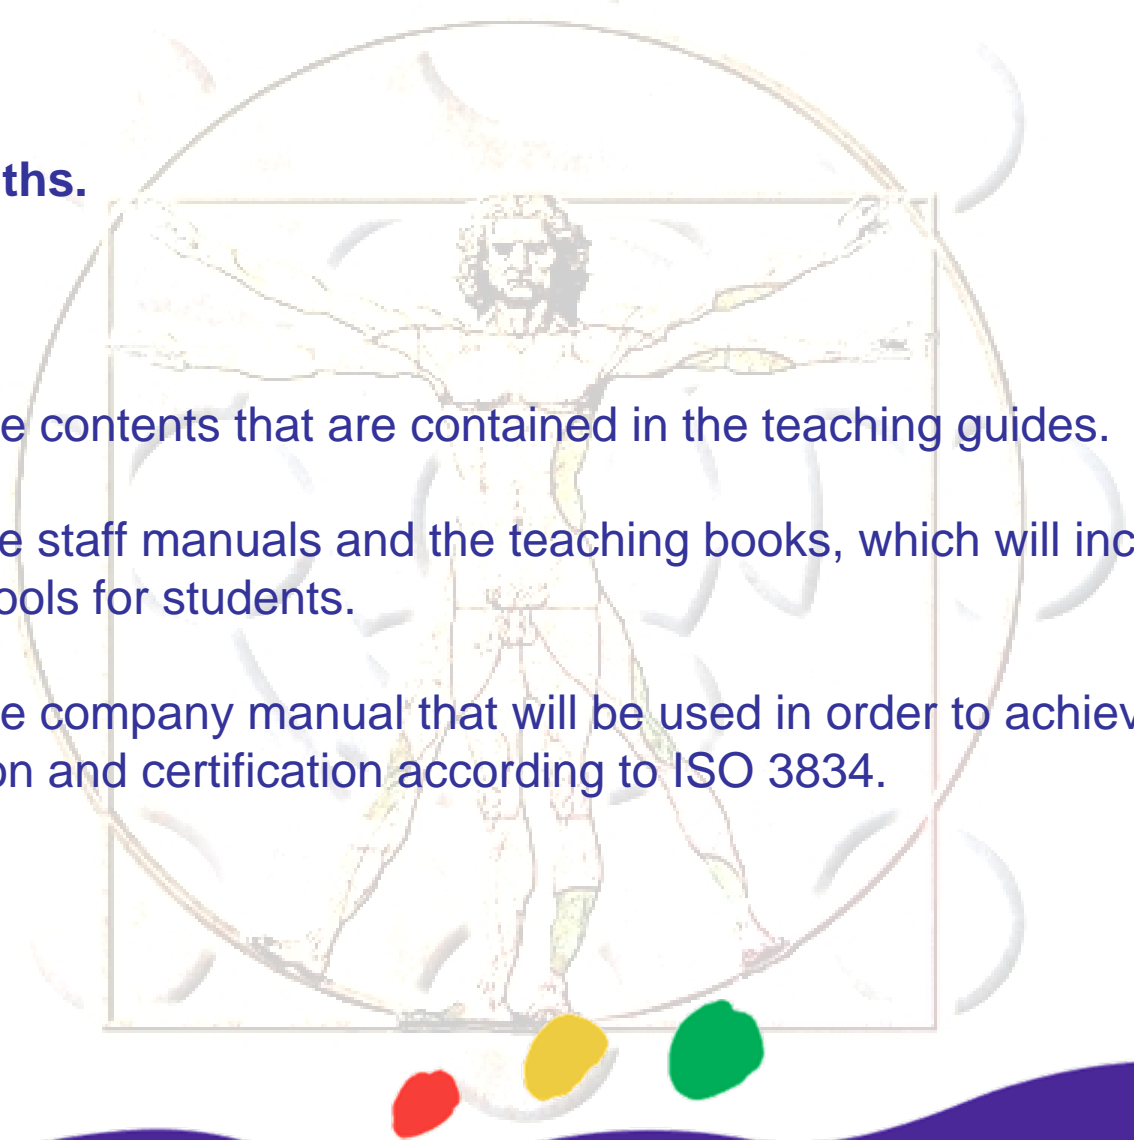 ths.
e contents that are contained in the teaching guides.
e staff manuals and the teaching books, which will inc
ools for students.
e company manual that will be used in order to achiev
on and certification according to ISO 3834.